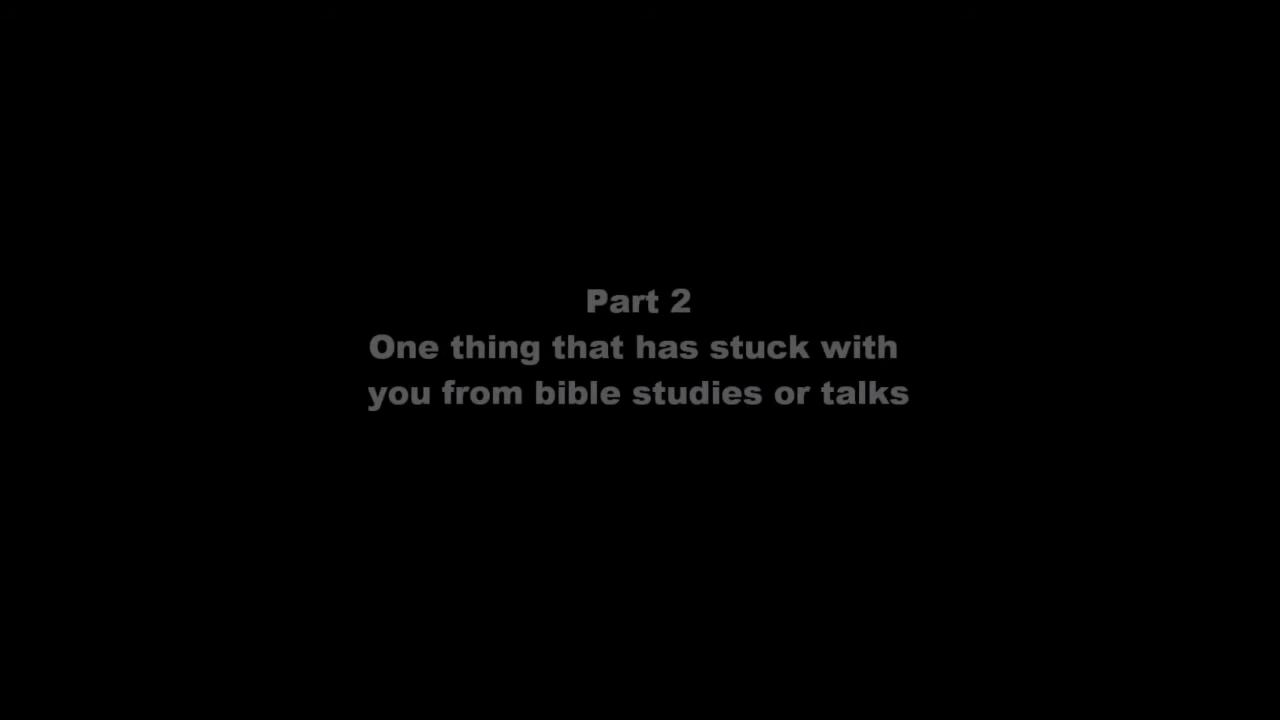 Part 2
One thing that has stuck with
you from bible studies or talks